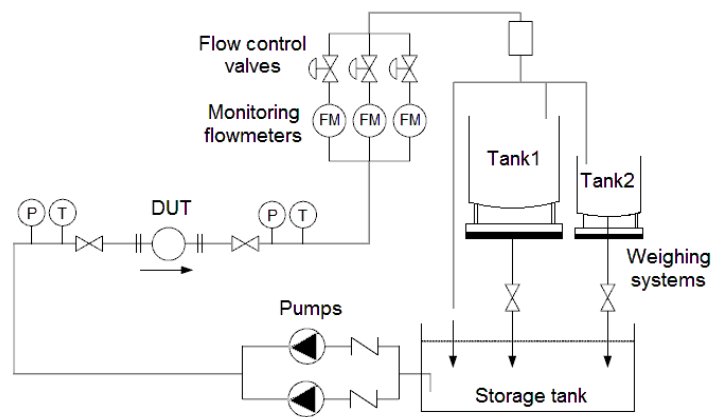 Flow control
valves
Monitoring
flowmeters
FM FM FM
Tank1
Tank2
P T
DUT
P T
Weighing
systems
Pumps
Storage tank